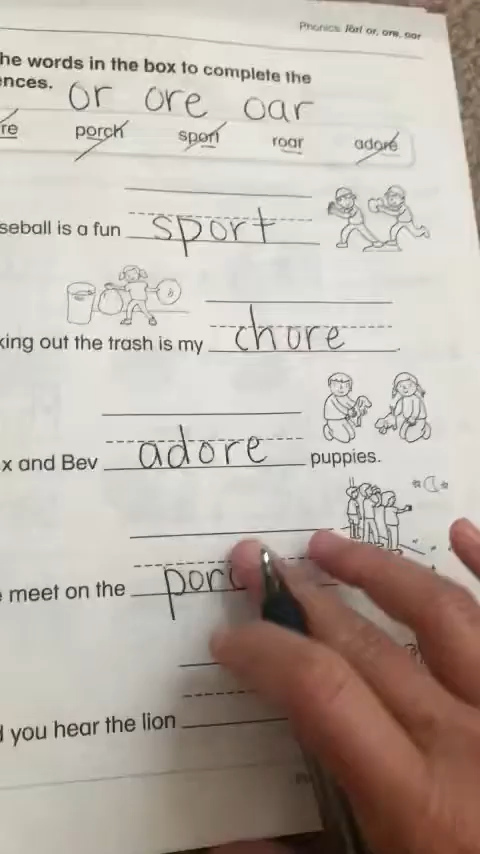 Phonics /ôr/ or, ore, oar
he words in the box to complete the
nces.
or ore oar
re porch sport roar adore
seball is a fun sport
king out the trash is my chore.
x and Bev adore puppies.
meet on the porc
you hear the lion